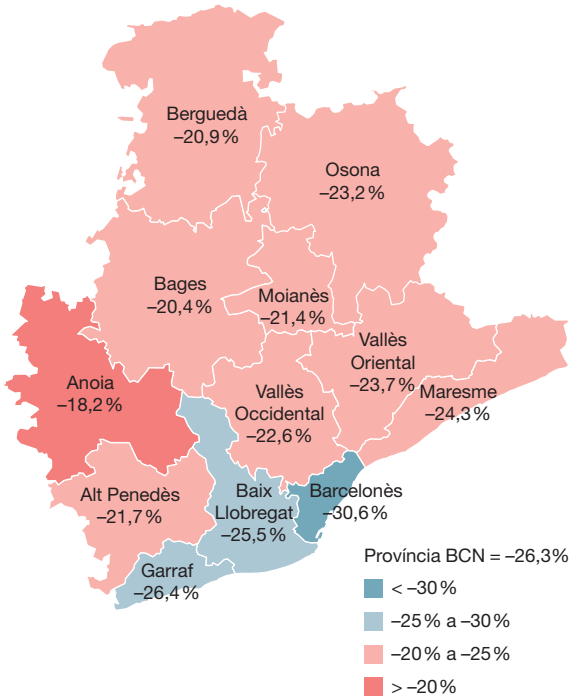 Berguedà
–20,9%
Osona
–23,2%
Bages
–20,4%
Moianès
–21,4%
Vallès
Oriental
–23,7%
Maresme
–24,3%
Anoia
–18,2%
Vallès
Occidental
–22,6%
Alt Penedès
–21,7%
Baix
Llobregat
–25,5%
Barcelonès
–30,6%
Garraf
–26,4%
Província BCN = –26,3%
< –30%
–25% a –30%
–20% a –25%
> –20%